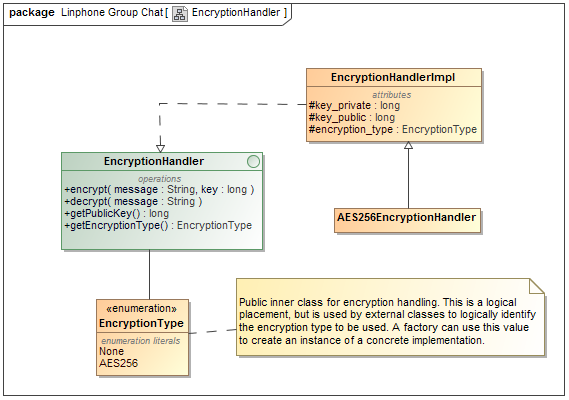 package Linphone Group Chat [ EncryptionHandler ]
EncryptionHandlerImpl
attributes
#key_private : long
#key_public : long
#encryption_type : EncryptionType
EncryptionHandler
operations
+encrypt( message : String, key : long )
+decrypt( message : String )
+getPublicKey() : long
+getEncryptionType() : EncryptionType
AES256EncryptionHandler
«enumeration»
EncryptionType
enumeration literals
None
AES256
Public inner class for encryption handling. This is a logical
placement, but is used by external classes to logically identify
the encryption type to be used. A factory can use this value
to create an instance of a concrete implementation.